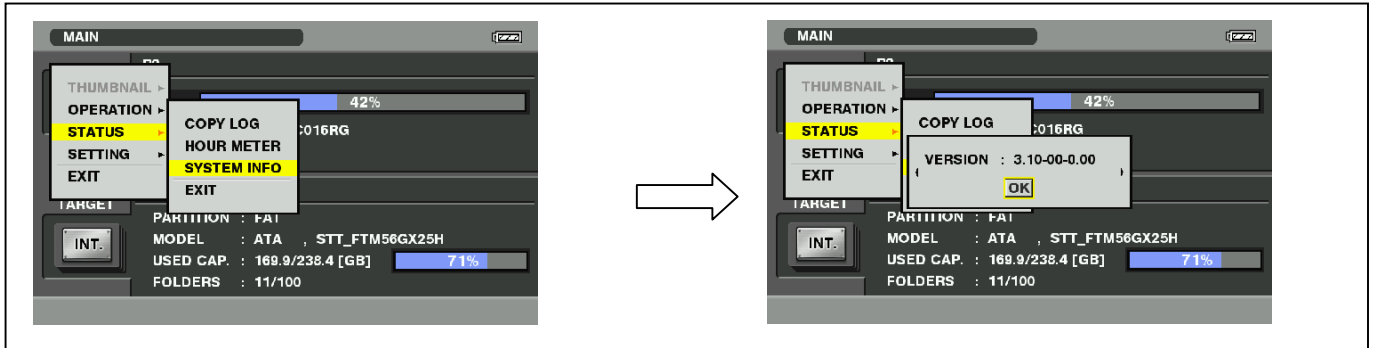 MAIN
THUMBNAIL
OPERATION
STATUS
SETTING
EXIT
COPY LOG
HOUR METER
SYSTEM INFO
EXIT
42%
C016RG
TARGET
INT.
PARTITION : FAT
MODEL : ATA , STT_FTM56GX25H
USED CAP. : 169.9/238.4 [GB] 71%
FOLDERS : 11/100
MAIN
THUMBNAIL
OPERATION
STATUS
SETTING
EXIT
COPY LOG
42%
C016RG
VERSION : 3.10-00-0.00
OK
TARGET
INT.
PARTITION : FAT
MODEL : ATA , STT_FTM56GX25H
USED CAP. : 169.9/238.4 [GB] 71%
FOLDERS : 11/100